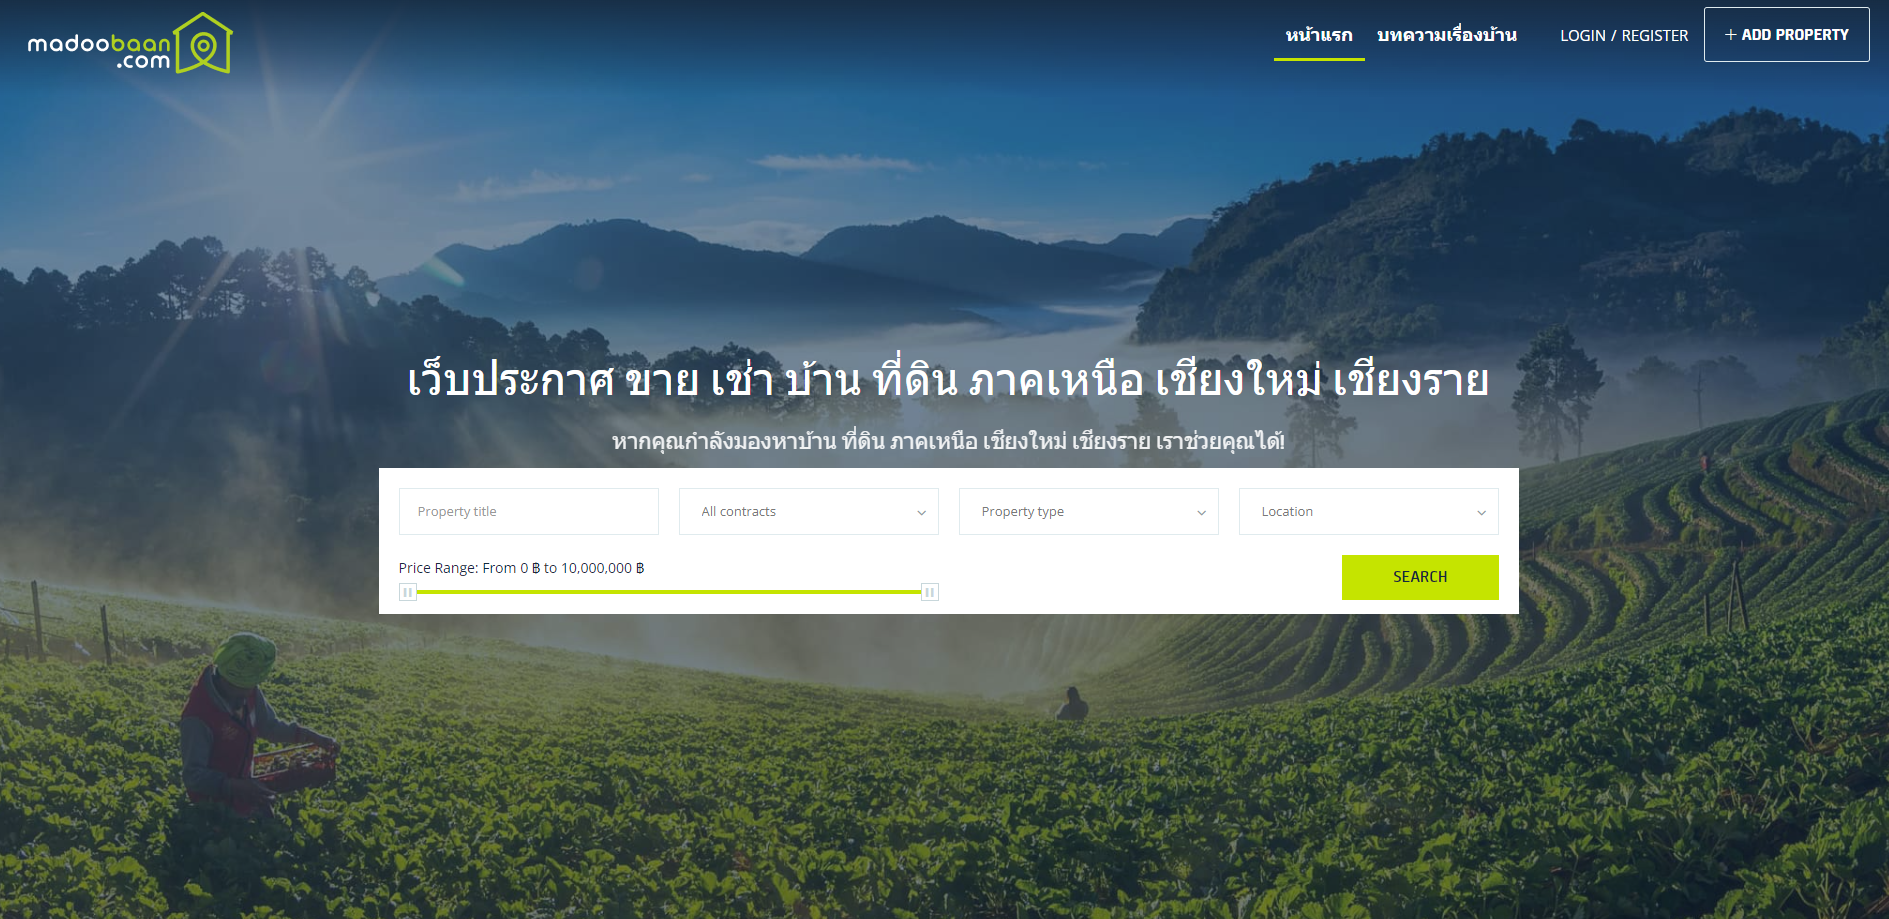 madoobaan
.com
หน้าแรก
บทความเรื่องบ้าน
LOGIN / REGISTER
+ ADD PROPERTY
เว็บประกาศ ขาย เช่า บ้าน ที่ดิน ภาคเหนือ เชียงใหม่ เชียงราย
หากคุณกำลังมองหาบ้าน ที่ดิน ภาคเหนือ เชียงใหม่ เชียงราย เราช่วยคุณได้!
Property title
All contracts
Property type
Location
Price Range: From 0 ฿ to 10,000,000 ฿
SEARCH